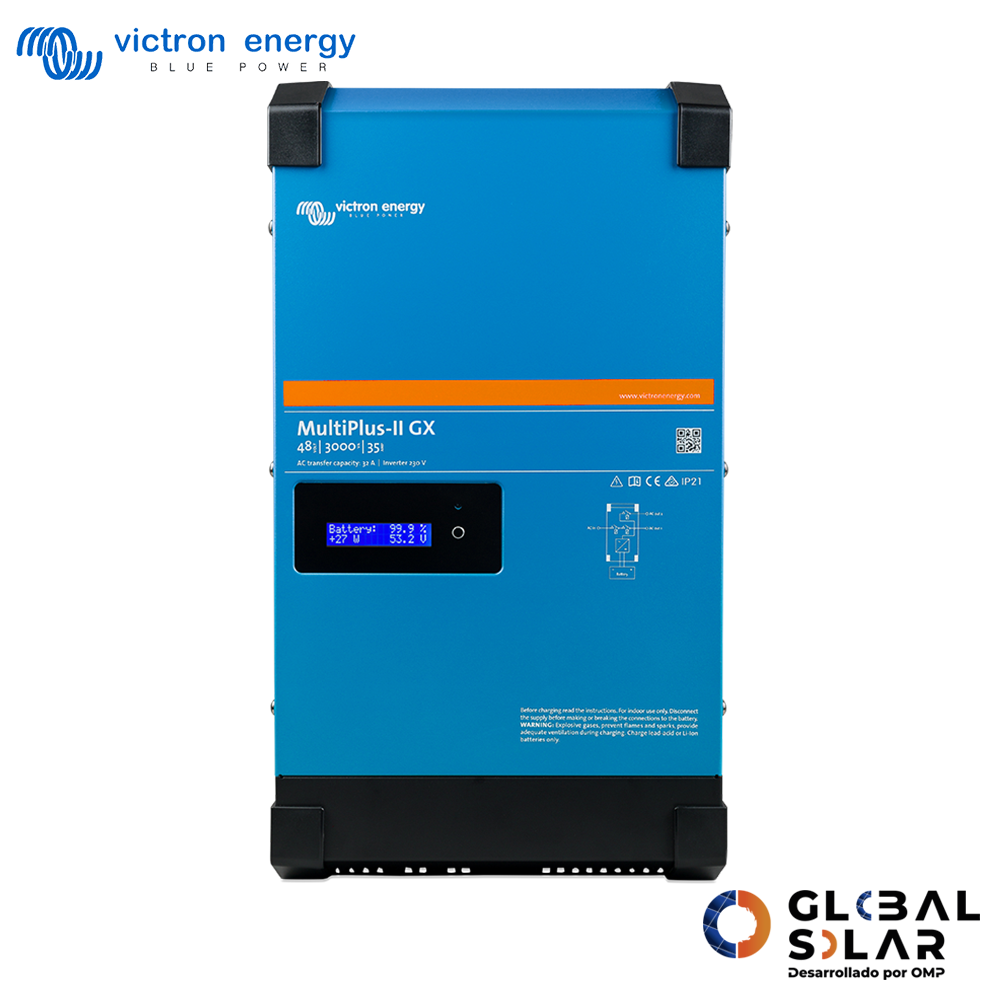 victron energy
BLUE POWER
victron energy
BLUE POWER
www.victronenergy.com
MultiPlus-II GX
48 | 3000 | 35
AC transfer capacity: 32 A | Inverter 230 V
IP21
Battery: 99.9 %
+27 W 53.2 V
Battery
Before charging read the instructions. For indoor use only. Disconnect
the supply before making or breaking the connections to the battery.
WARNING: Explosive gases, prevent flames and sparks, provide
adequate ventilation during charging. Charge lead-acid or Li-Ion
batteries only.
GLOBAL
SOLAR
Desarrollado por OMP